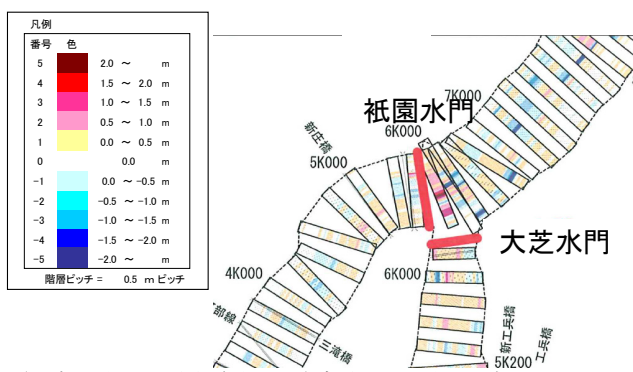 凡例
番号 色
5 2.0 ～ m
4 1.5 ～ 2.0 m
3 1.0 ～ 1.5 m
2 0.5 ～ 1.0 m
1 0.0 ～ 0.5 m
0 0.0 m
-1 0.0 ～ -0.5 m
-2 -0.5 ～ -1.0 m
-3 -1.0 ～ -1.5 m
-4 -1.5 ～ -2.0 m
-5 -2.0 ～ m
階層ピッチ = 0.5 m ピッチ
7K000
祇園水門
6K000
新庄橋
5K000
大芝水門
4K000
6K000
部線
三滝橋
新工兵橋
工兵橋
5K200